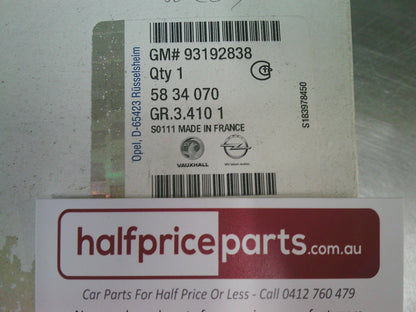 GM# 93192838
Qty 1
58 34 070
GR.3.410 1
S0111 MADE IN FRANCE
VAUXHALL
Opel, D-65423 Rüsselsheim
S183978450
halfpriceparts.com.au
Car Parts For Half Price Or Less - Call 0412 760 479